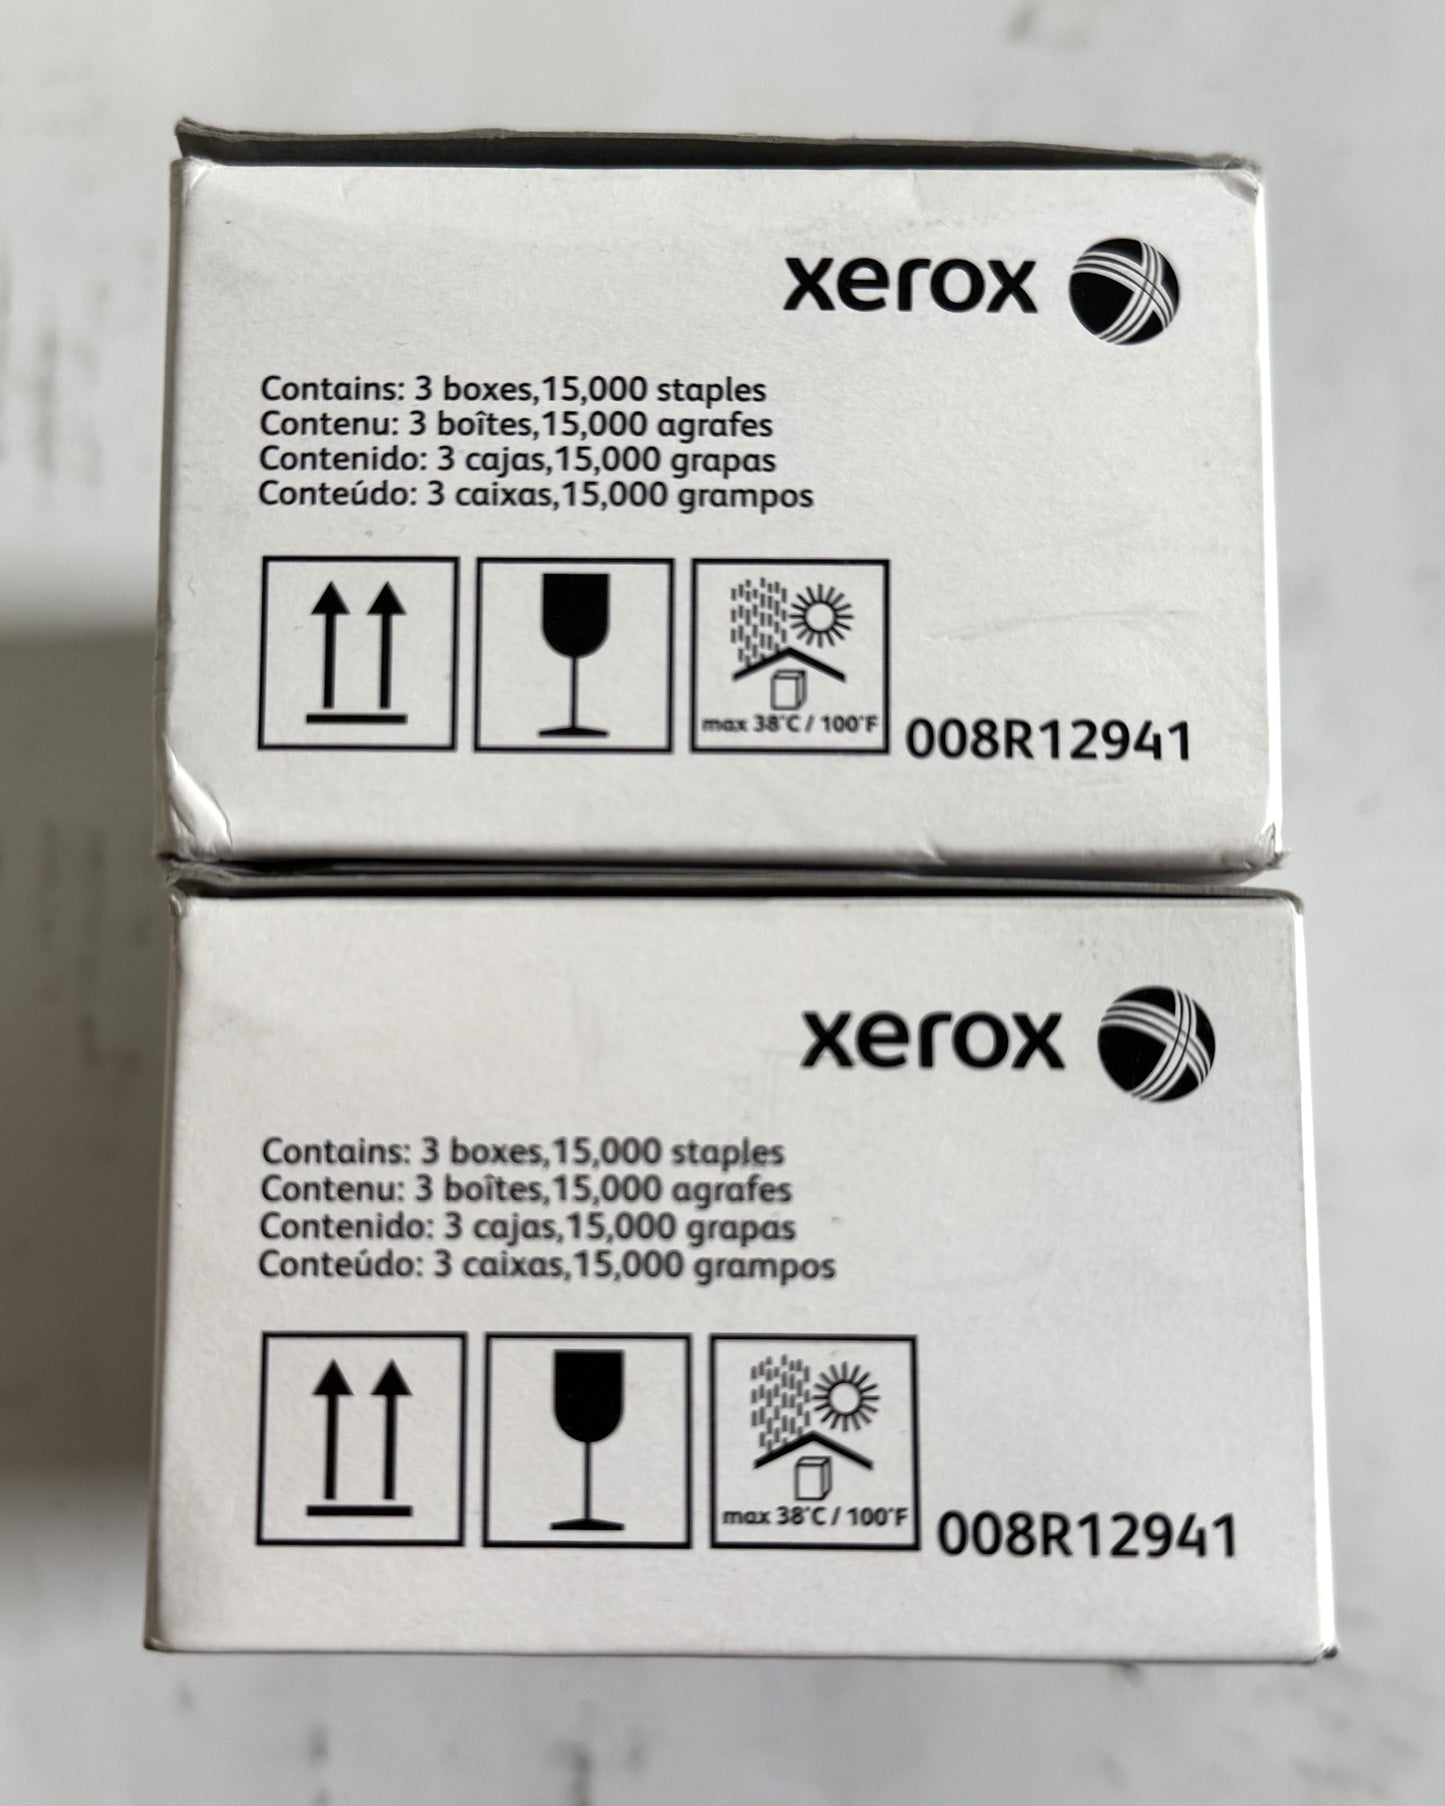 xerox
Contains: 3 boxes,15,000 staples
Contenu: 3 boîtes,15,000 agrafes
Contenido: 3 cajas,15,000 grapas
Conteúdo: 3 caixas,15,000 grampos
max 38°C / 100°F
008R12941
xerox
Contains: 3 boxes,15,000 staples
Contenu: 3 boîtes,15,000 agrafes
Contenido: 3 cajas,15,000 grapas
Conteúdo: 3 caixas,15,000 grampos
max 38°C / 100°F
008R12941